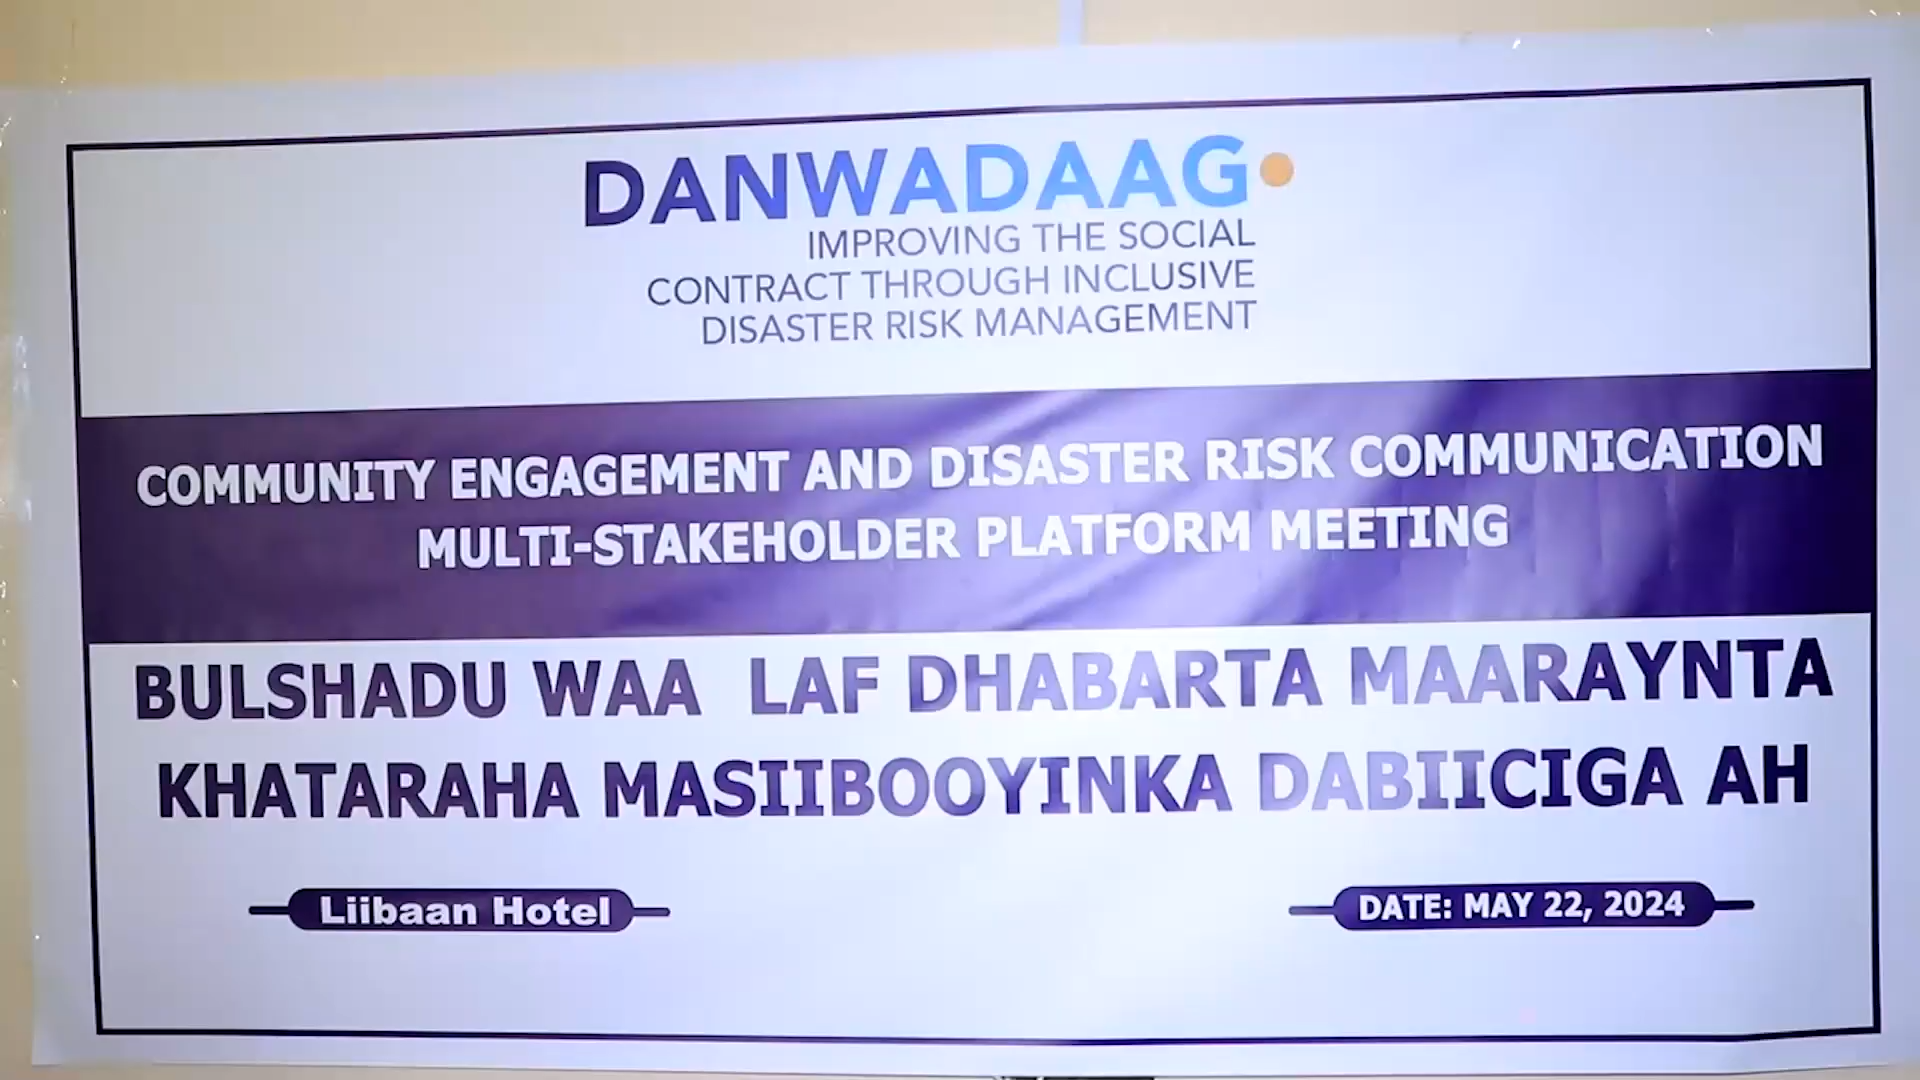 DANWADAAG
IMPROVING THE SOCIAL
CONTRACT THROUGH INCLUSIVE
DISASTER RISK MANAGEMENT
COMMUNITY ENGAGEMENT AND DISASTER RISK COMMUNICATION
MULTI-STAKEHOLDER PLATFORM MEETING
BULSHADU WAA LAF DHABARTA MAARAYNTA
KHATARAHA MASIIBOOYINKA DABIICIGA AH
Liibaan Hotel
DATE: MAY 22, 2024